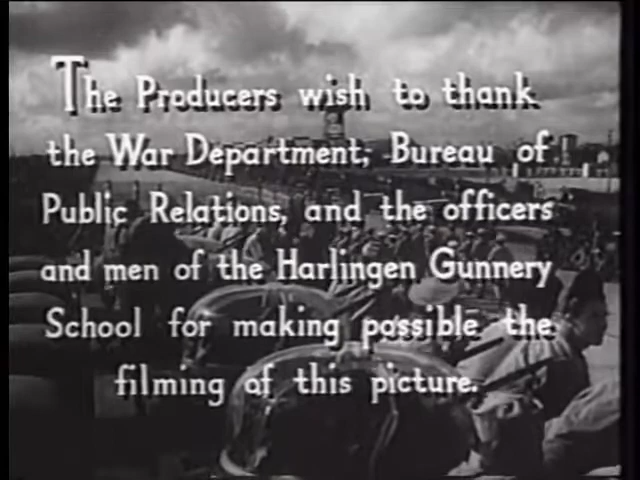 The Producers wish to thank
the War Department, Bureau of
Public Relations, and the officers
and men of the Harlingen Gunnery
School for making possible the
filming of this picture.